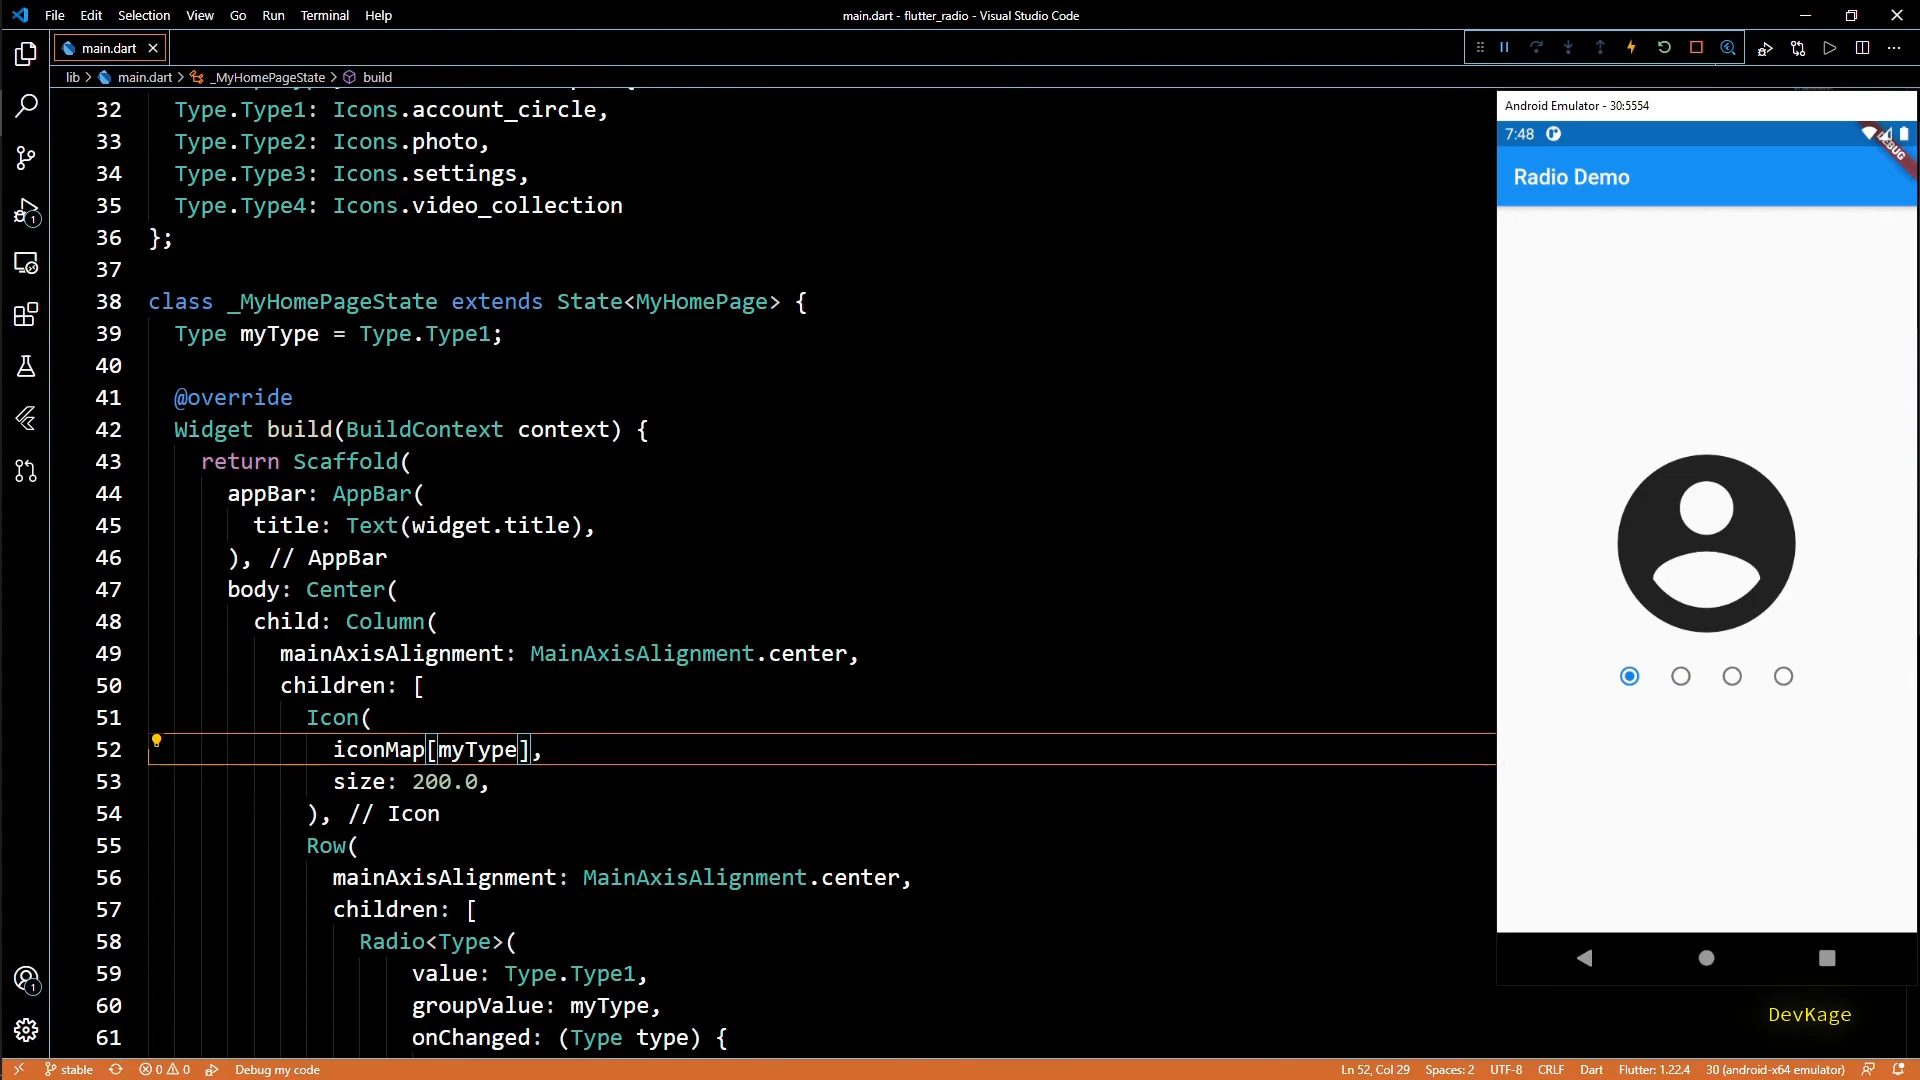 File Edit Selection View Go Run Terminal Help
main.dart - flutter_radio - Visual Studio Code
main.dart
lib > main.dart > _MyHomePageState > build
32 Type.Type1: Icons.account_circle,
33 Type.Type2: Icons.photo,
34 Type.Type3: Icons.settings,
35 Type.Type4: Icons.video_collection
36 };
37
38 class _MyHomePageState extends State<MyHomePage> {
39 Type myType = Type.Type1;
40
41 @override
42 Widget build(BuildContext context) {
43 return Scaffold(
44 appBar: AppBar(
45 title: Text(widget.title),
46 ), // AppBar
47 body: Center(
48 child: Column(
49 mainAxisAlignment: MainAxisAlignment.center,
50 children: [
51 Icon(
52 iconMap[myType],
53 size: 200.0,
54 ), // Icon
55 Row(
56 mainAxisAlignment: MainAxisAlignment.center,
57 children: [
58 Radio<Type>(
59 value: Type.Type1,
60 groupValue: myType,
61 onChanged: (Type type) {
Android Emulator - 30:5554
7:48
DEBUG
Radio Demo
DevKage
1
1
stable 0 0 Debug my code
Ln 52, Col 29 Spaces: 2 UTF-8 CRLF Dart Flutter: 1.22.4 30 (android-x64 emulator)